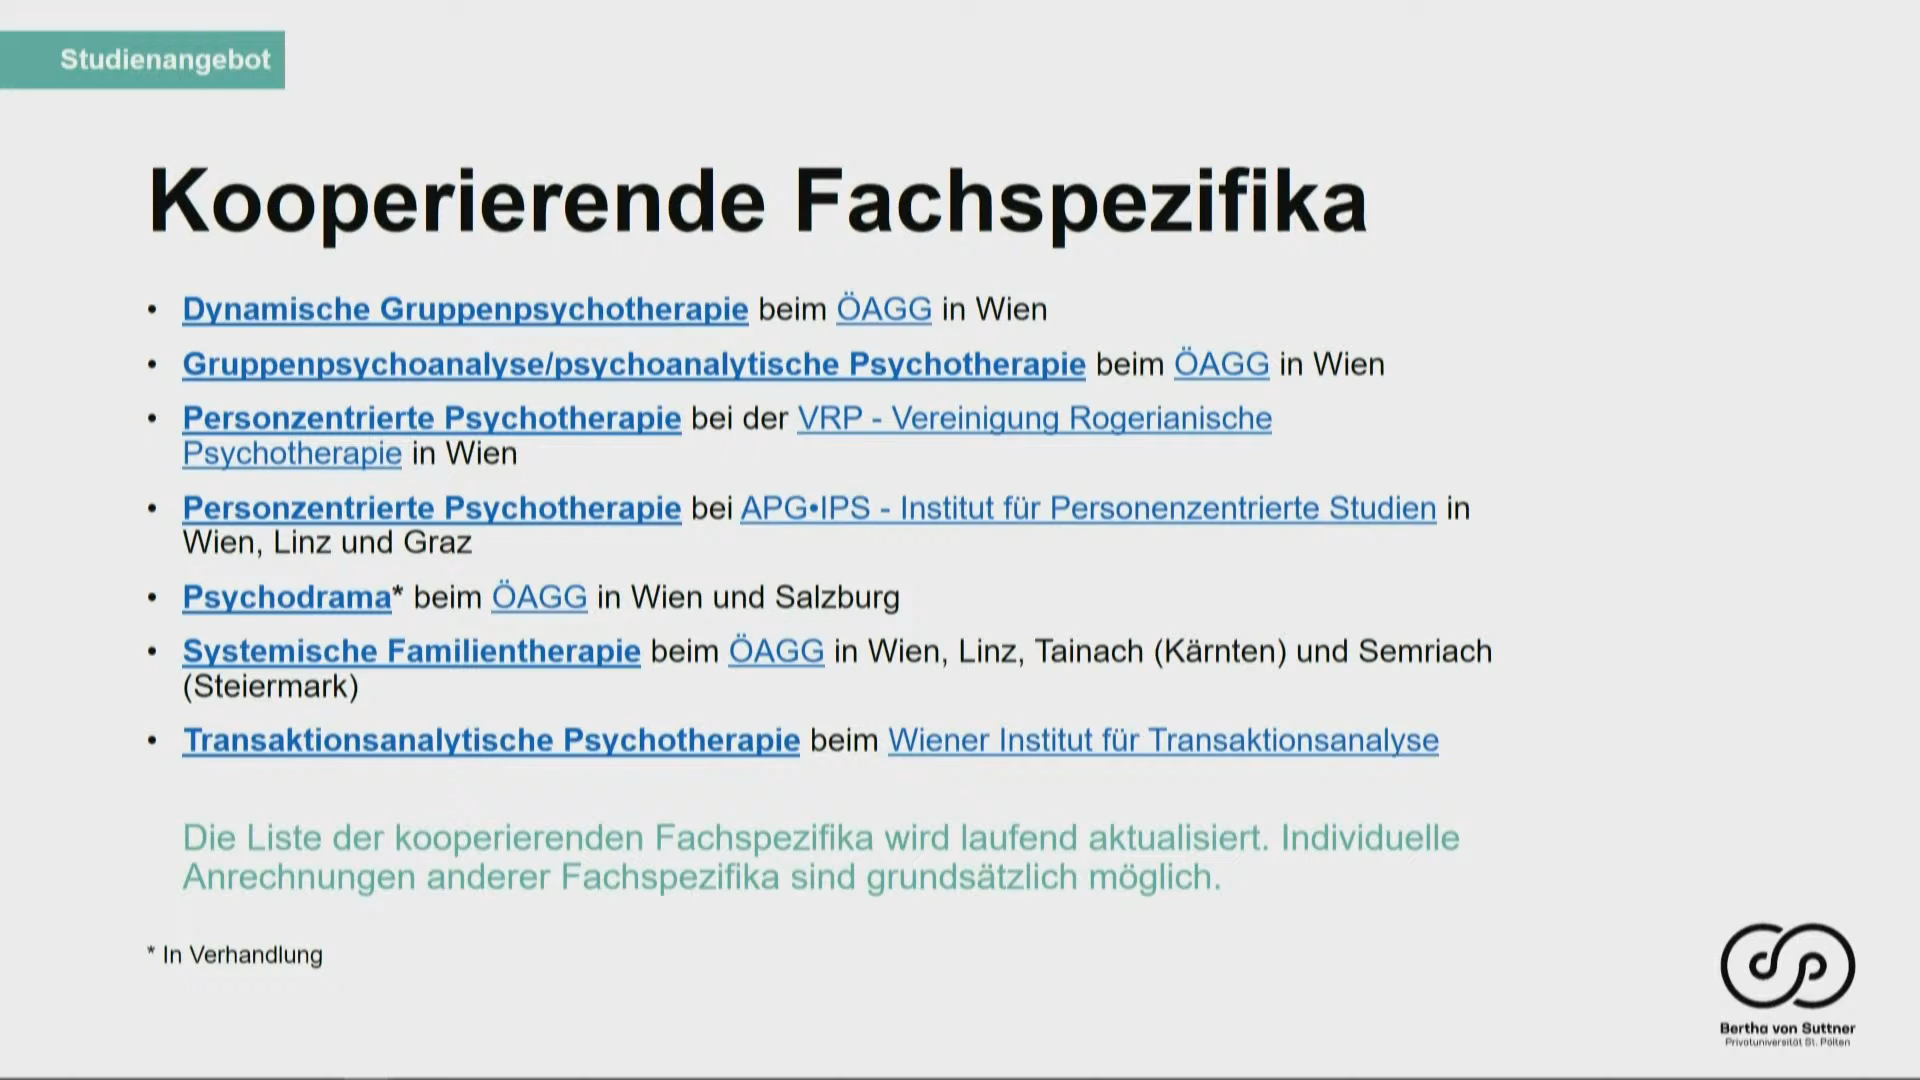 Studienangebot
Kooperierende Fachspezifika
• Dynamische Gruppenpsychotherapie beim ÖAGG in Wien
• Gruppenpsychoanalyse/psychoanalytische Psychotherapie beim ÖAGG in Wien
• Personzentrierte Psychotherapie bei der VRP - Vereinigung Rogerianische
Psychotherapie in Wien
• Personzentrierte Psychotherapie bei APG•IPS - Institut für Personenzentrierte Studien in
Wien, Linz und Graz
• Psychodrama* beim ÖAGG in Wien und Salzburg
• Systemische Familientherapie beim ÖAGG in Wien, Linz, Tainach (Kärnten) und Semriach
(Steiermark)
• Transaktionsanalytische Psychotherapie beim Wiener Institut für Transaktionsanalyse
Die Liste der kooperierenden Fachspezifika wird laufend aktualisiert. Individuelle
Anrechnungen anderer Fachspezifika sind grundsätzlich möglich.
* In Verhandlung
Bertha von Suttner
Privatuniversität St. Pölten